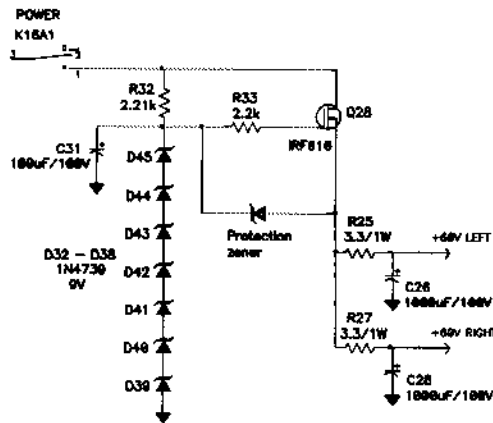 POWER
K16A1
3
R32
2.21k
R33
2.2k
Q28
IRF610
C31
100uF/100V
D45
D44
D43
D32 - D38
1N4739
9V
D42
D41
D40
D39
Protection
zener
R25
3.3/1W
+60V LEFT
C26
1000uF/100V
R27
3.3/1W
+60V RIGHT
C28
1000uF/100V